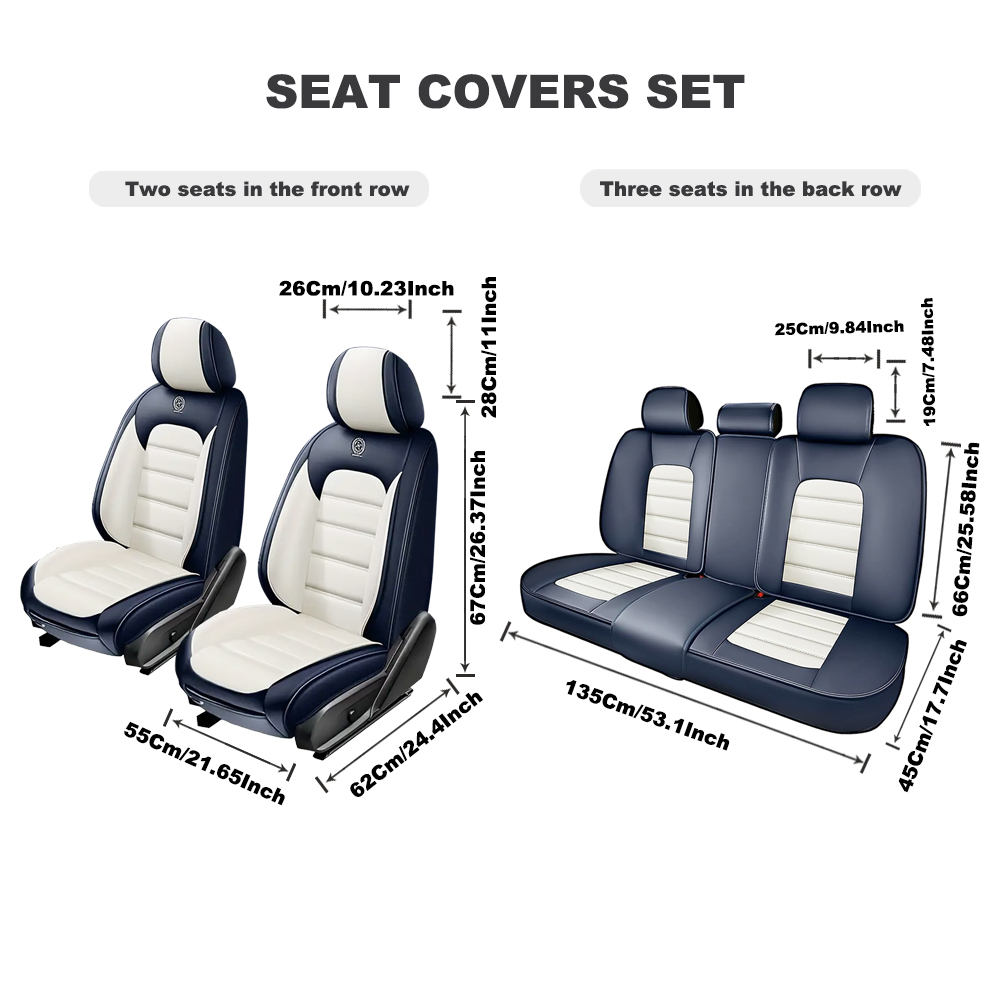 SEAT COVERS SET
Two seats in the front row
Three seats in the back row
26Cm/10.23Inch
28Cm/11Inch
67Cm/26.37Inch
55Cm/21.65Inch
62Cm/24.4Inch
25Cm/9.84Inch
19Cm/7.48Inch
66Cm/25.58Inch
135Cm/53.1Inch
45Cm/17.7Inch